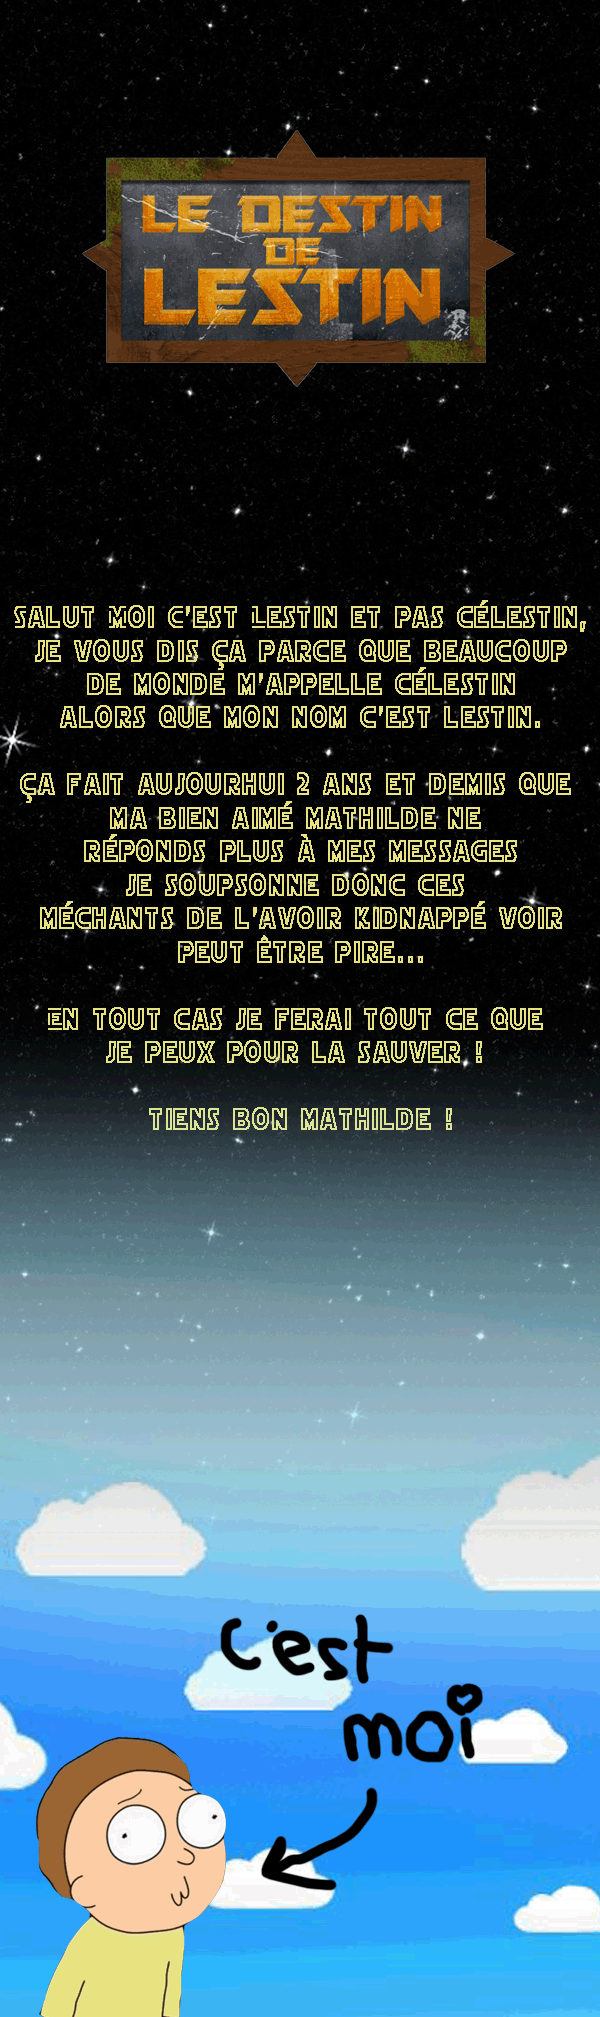 LE DESTIN
DE
LESTIN
SALUT MOI C'EST LESTIN ET PAS CÉLESTIN,
JE VOUS DIS ÇA PARCE QUE BEAUCOUP
DE MONDE M'APPELLE CÉLESTIN
ALORS QUE MON NOM C'EST LESTIN.
ÇA FAIT AUJOURHUI 2 ANS ET DEMIS QUE
MA BIEN AIMÉ MATHILDE NE
RÉPONDS PLUS À MES MESSAGES
JE SOUPSONNE DONC CES
MÉCHANTS DE L'AVOIR KIDNAPPÉ VOIR
PEUT ÊTRE PIRE...
EN TOUT CAS JE FERAI TOUT CE QUE
JE PEUX POUR LA SAUVER !
TIENS BON MATHILDE !
C'est
moi